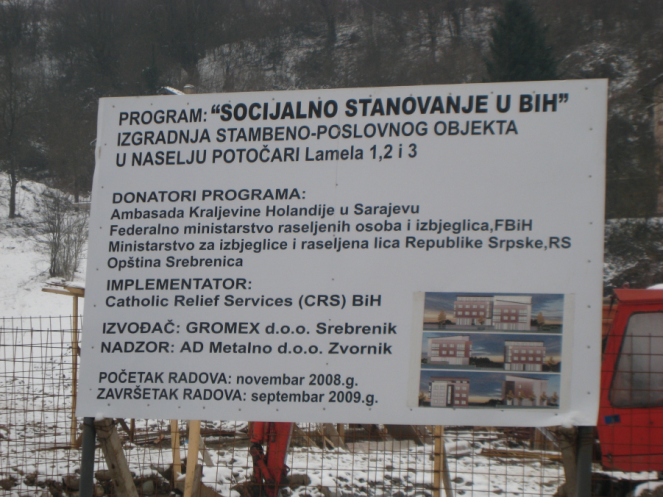 PROGRAM: “SOCIJALNO STANOVANJE U BIH”
IZGRADNJA STAMBENO-POSLOVNOG OBJEKTA
U NASELJU POTOČARI Lamela 1,2 i 3
DONATORI PROGRAMA:
Ambasada Kraljevine Holandije u Sarajevu
Federalno ministarstvo raseljenih osoba i izbjeglica,FBiH
Ministarstvo za izbjeglice i raseljena lica Republike Srpske,RS
Opština Srebrenica
IMPLEMENTATOR:
Catholic Relief Services (CRS) BiH
IZVOĐAČ: GROMEX d.o.o. Srebrenik
NADZOR: AD Metalno d.o.o. Zvornik
POČETAK RADOVA: novembar 2008.g.
ZAVRŠETAK RADOVA: septembar 2009.g.